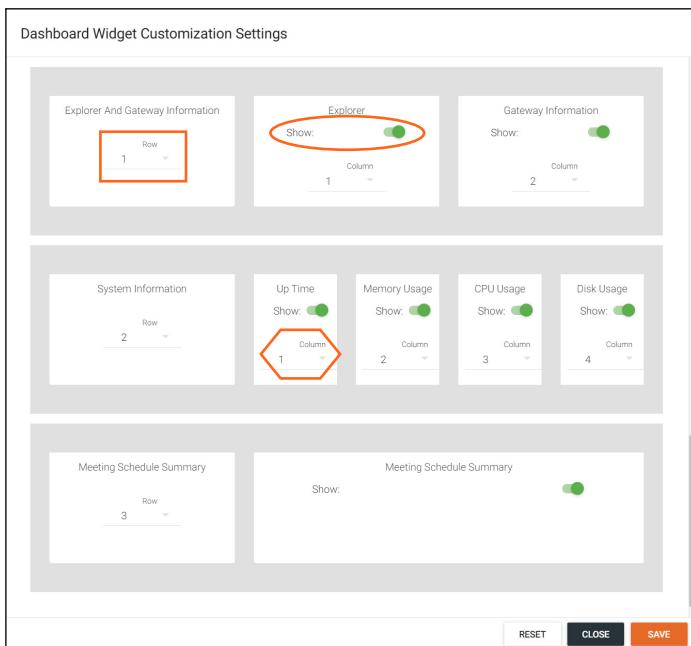 Dashboard Widget Customization Settings
Explorer And Gateway Information
Row
1
Explorer
Show:
Column
1
Gateway Information
Show:
Column
2
System Information
Row
2
Up Time
Show:
Column
1
Memory Usage
Show:
Column
2
CPU Usage
Show:
Column
3
Disk Usage
Show:
Column
4
Meeting Schedule Summary
Row
3
Meeting Schedule Summary
Show:
RESET
CLOSE
SAVE